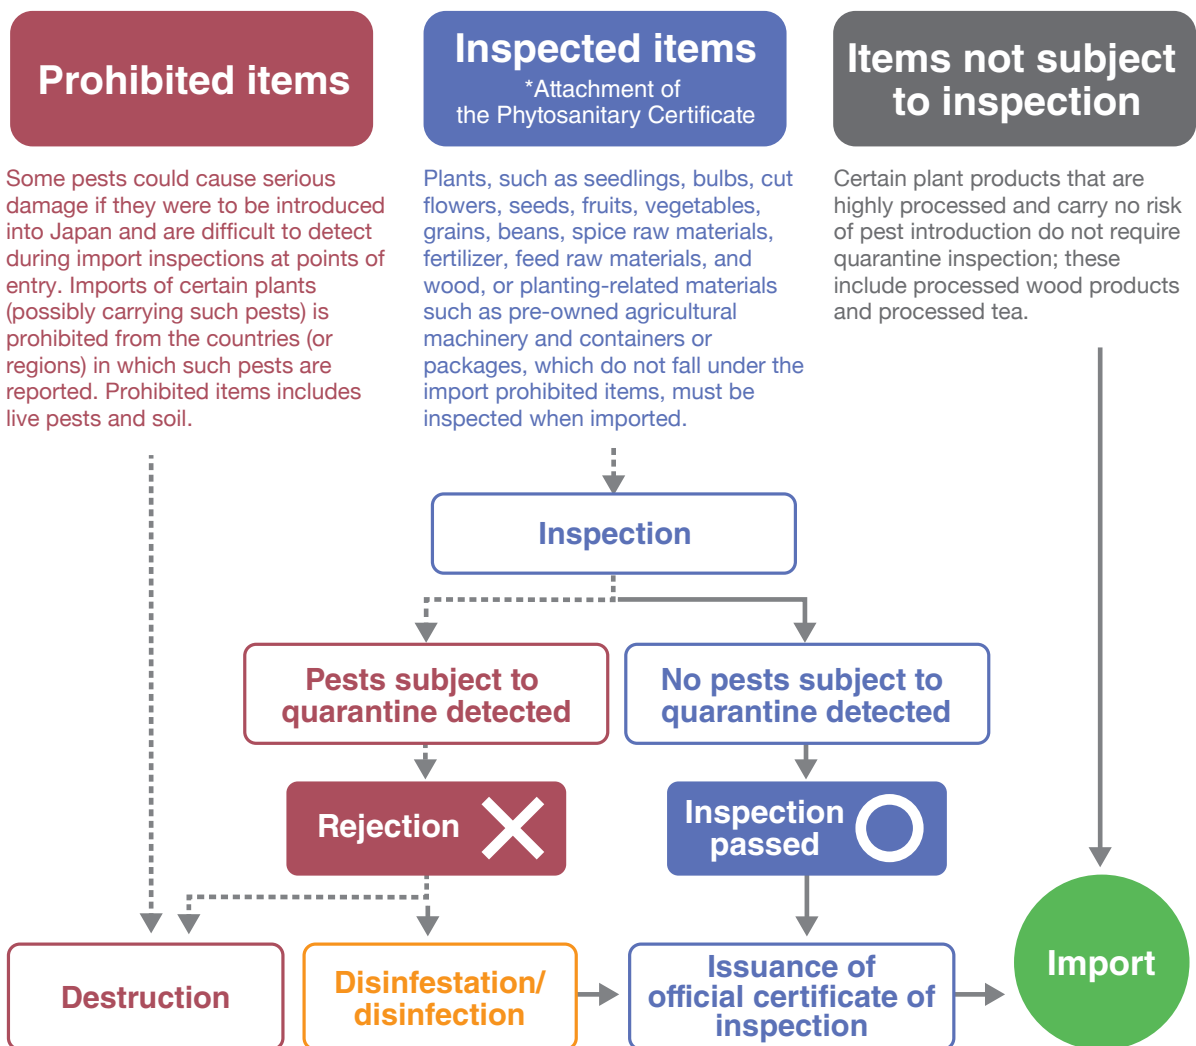 Prohibited items
Some pests could cause serious
damage if they were to be introduced
into Japan and are difficult to detect
during import inspections at points of
entry. Imports of certain plants
(possibly carrying such pests) is
prohibited from the countries (or
regions) in which such pests are
reported. Prohibited items includes
live pests and soil.
Inspected items
*Attachment of
the Phytosanitary Certificate
Plants, such as seedlings, bulbs, cut
flowers, seeds, fruits, vegetables,
grains, beans, spice raw materials,
fertilizer, feed raw materials, and
wood, or planting-related materials
such as pre-owned agricultural
machinery and containers or
packages, which do not fall under the
import prohibited items, must be
inspected when imported.
Items not subject
to inspection
Certain plant products that are
highly processed and carry no risk
of pest introduction do not require
quarantine inspection; these
include processed wood products
and processed tea.
Inspection
Pests subject to
quarantine detected
No pests subject to
quarantine detected
Rejection
Inspection
passed
Destruction
Disinfestation/
disinfection
Issuance of
official certificate of
inspection
Import